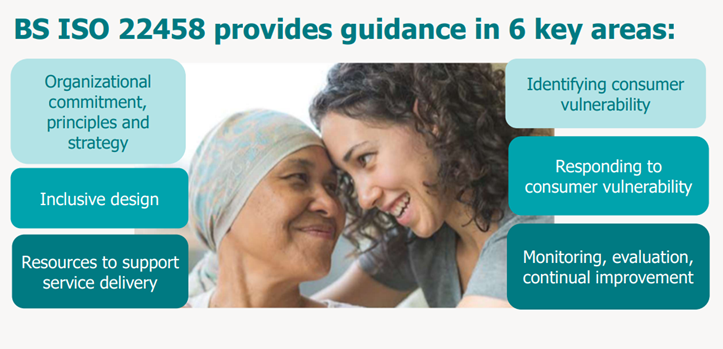 BS ISO 22458 provides guidance in 6 key areas:
Organizational
commitment,
principles and
strategy
Inclusive design
Resources to support
service delivery
Identifying consumer
vulnerability
Responding to
consumer vulnerability
Monitoring, evaluation,
continual improvement